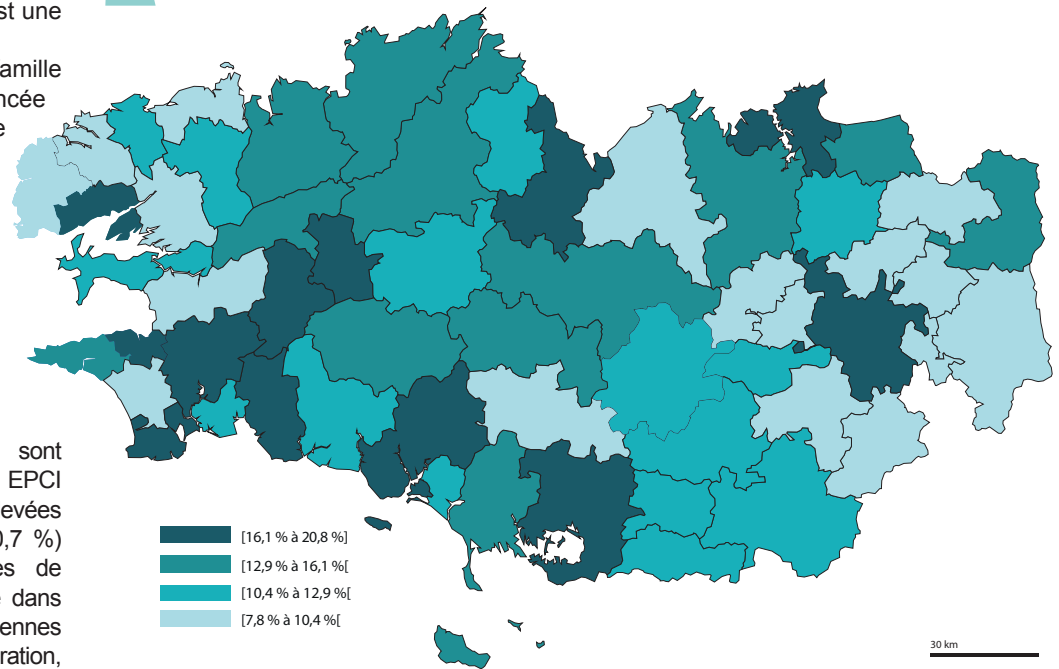 st une
amille
ncée
e
sont
EPCI
evées
0,7 %)
es de
e dans
ennes
ration,
[16,1 % à 20,8 %]
[12,9 % à 16,1 %[
[10,4 % à 12,9 %[
[7,8 % à 10,4 %[
30 km